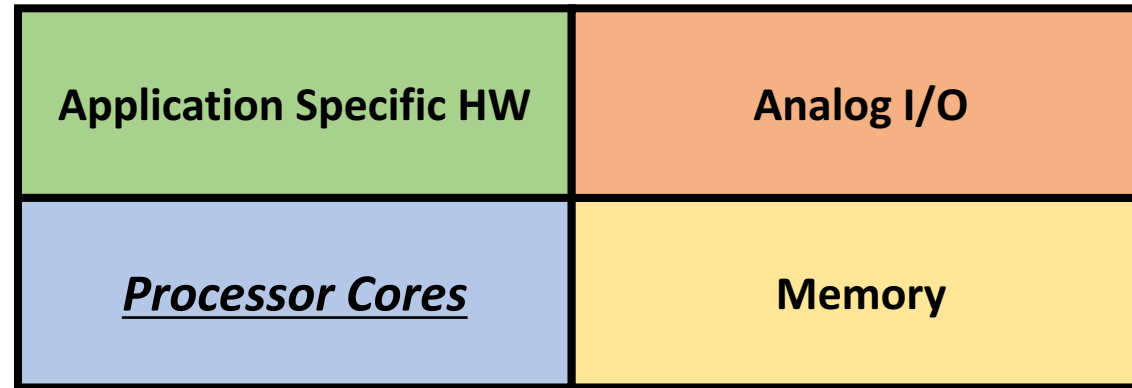 Application Specific HW
Analog I/O
Processor Cores
Memory